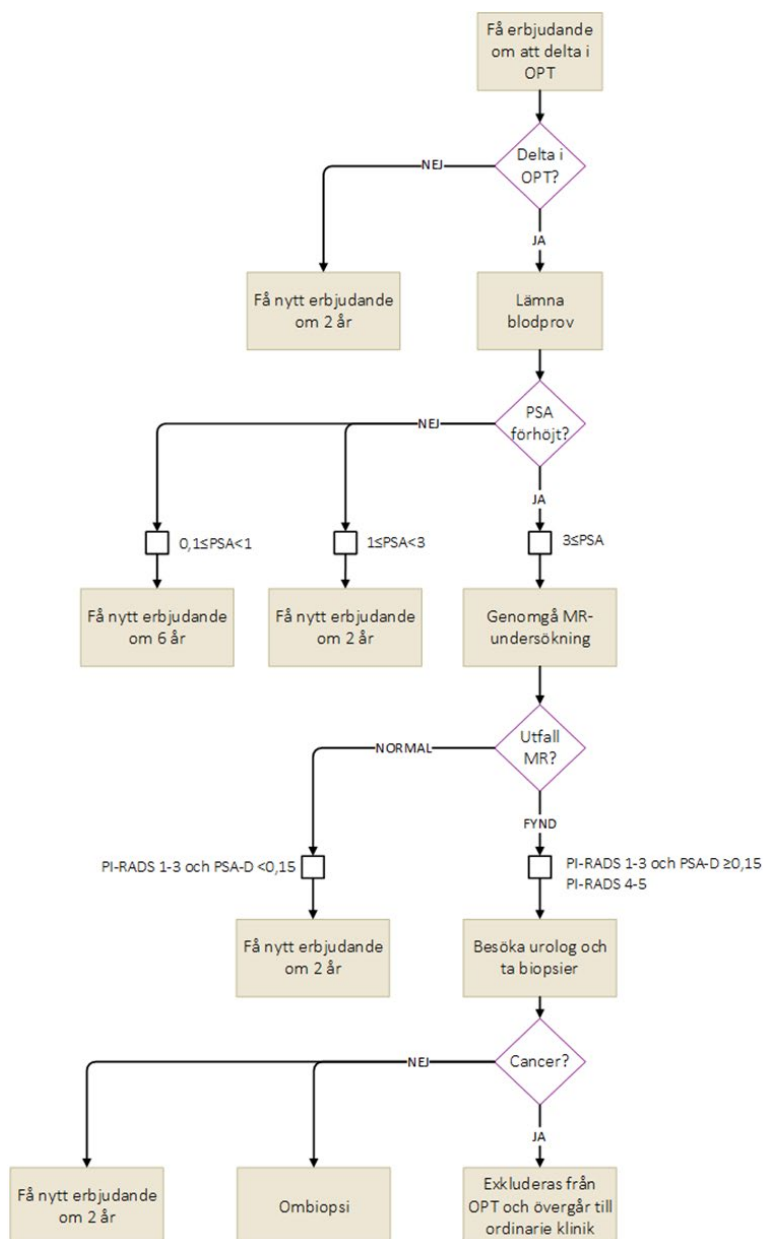 Få erbjudande
om att delta i
OPT
Delta i
OPT?
NEJ
JA
Få nytt erbjudande
om 2 år
Lämna
blodprov
PSA
förhöjt?
NEJ
JA
0,1≤PSA<1
1≤PSA<3
3≤PSA
Få nytt erbjudande
om 6 år
Få nytt erbjudande
om 2 år
Genomgå MR-
undersökning
Utfall
MR?
NORMAL
FYND
PI-RADS 1-3 och PSA-D <0,15
PI-RADS 1-3 och PSA-D ≥0,15
PI-RADS 4-5
Få nytt erbjudande
om 2 år
Besöka urolog och
ta biopsier
Cancer?
NEJ
JA
Få nytt erbjudande
om 2 år
Ombiopsi
Exkluderas från
OPT och övergår till
ordinarie klinik